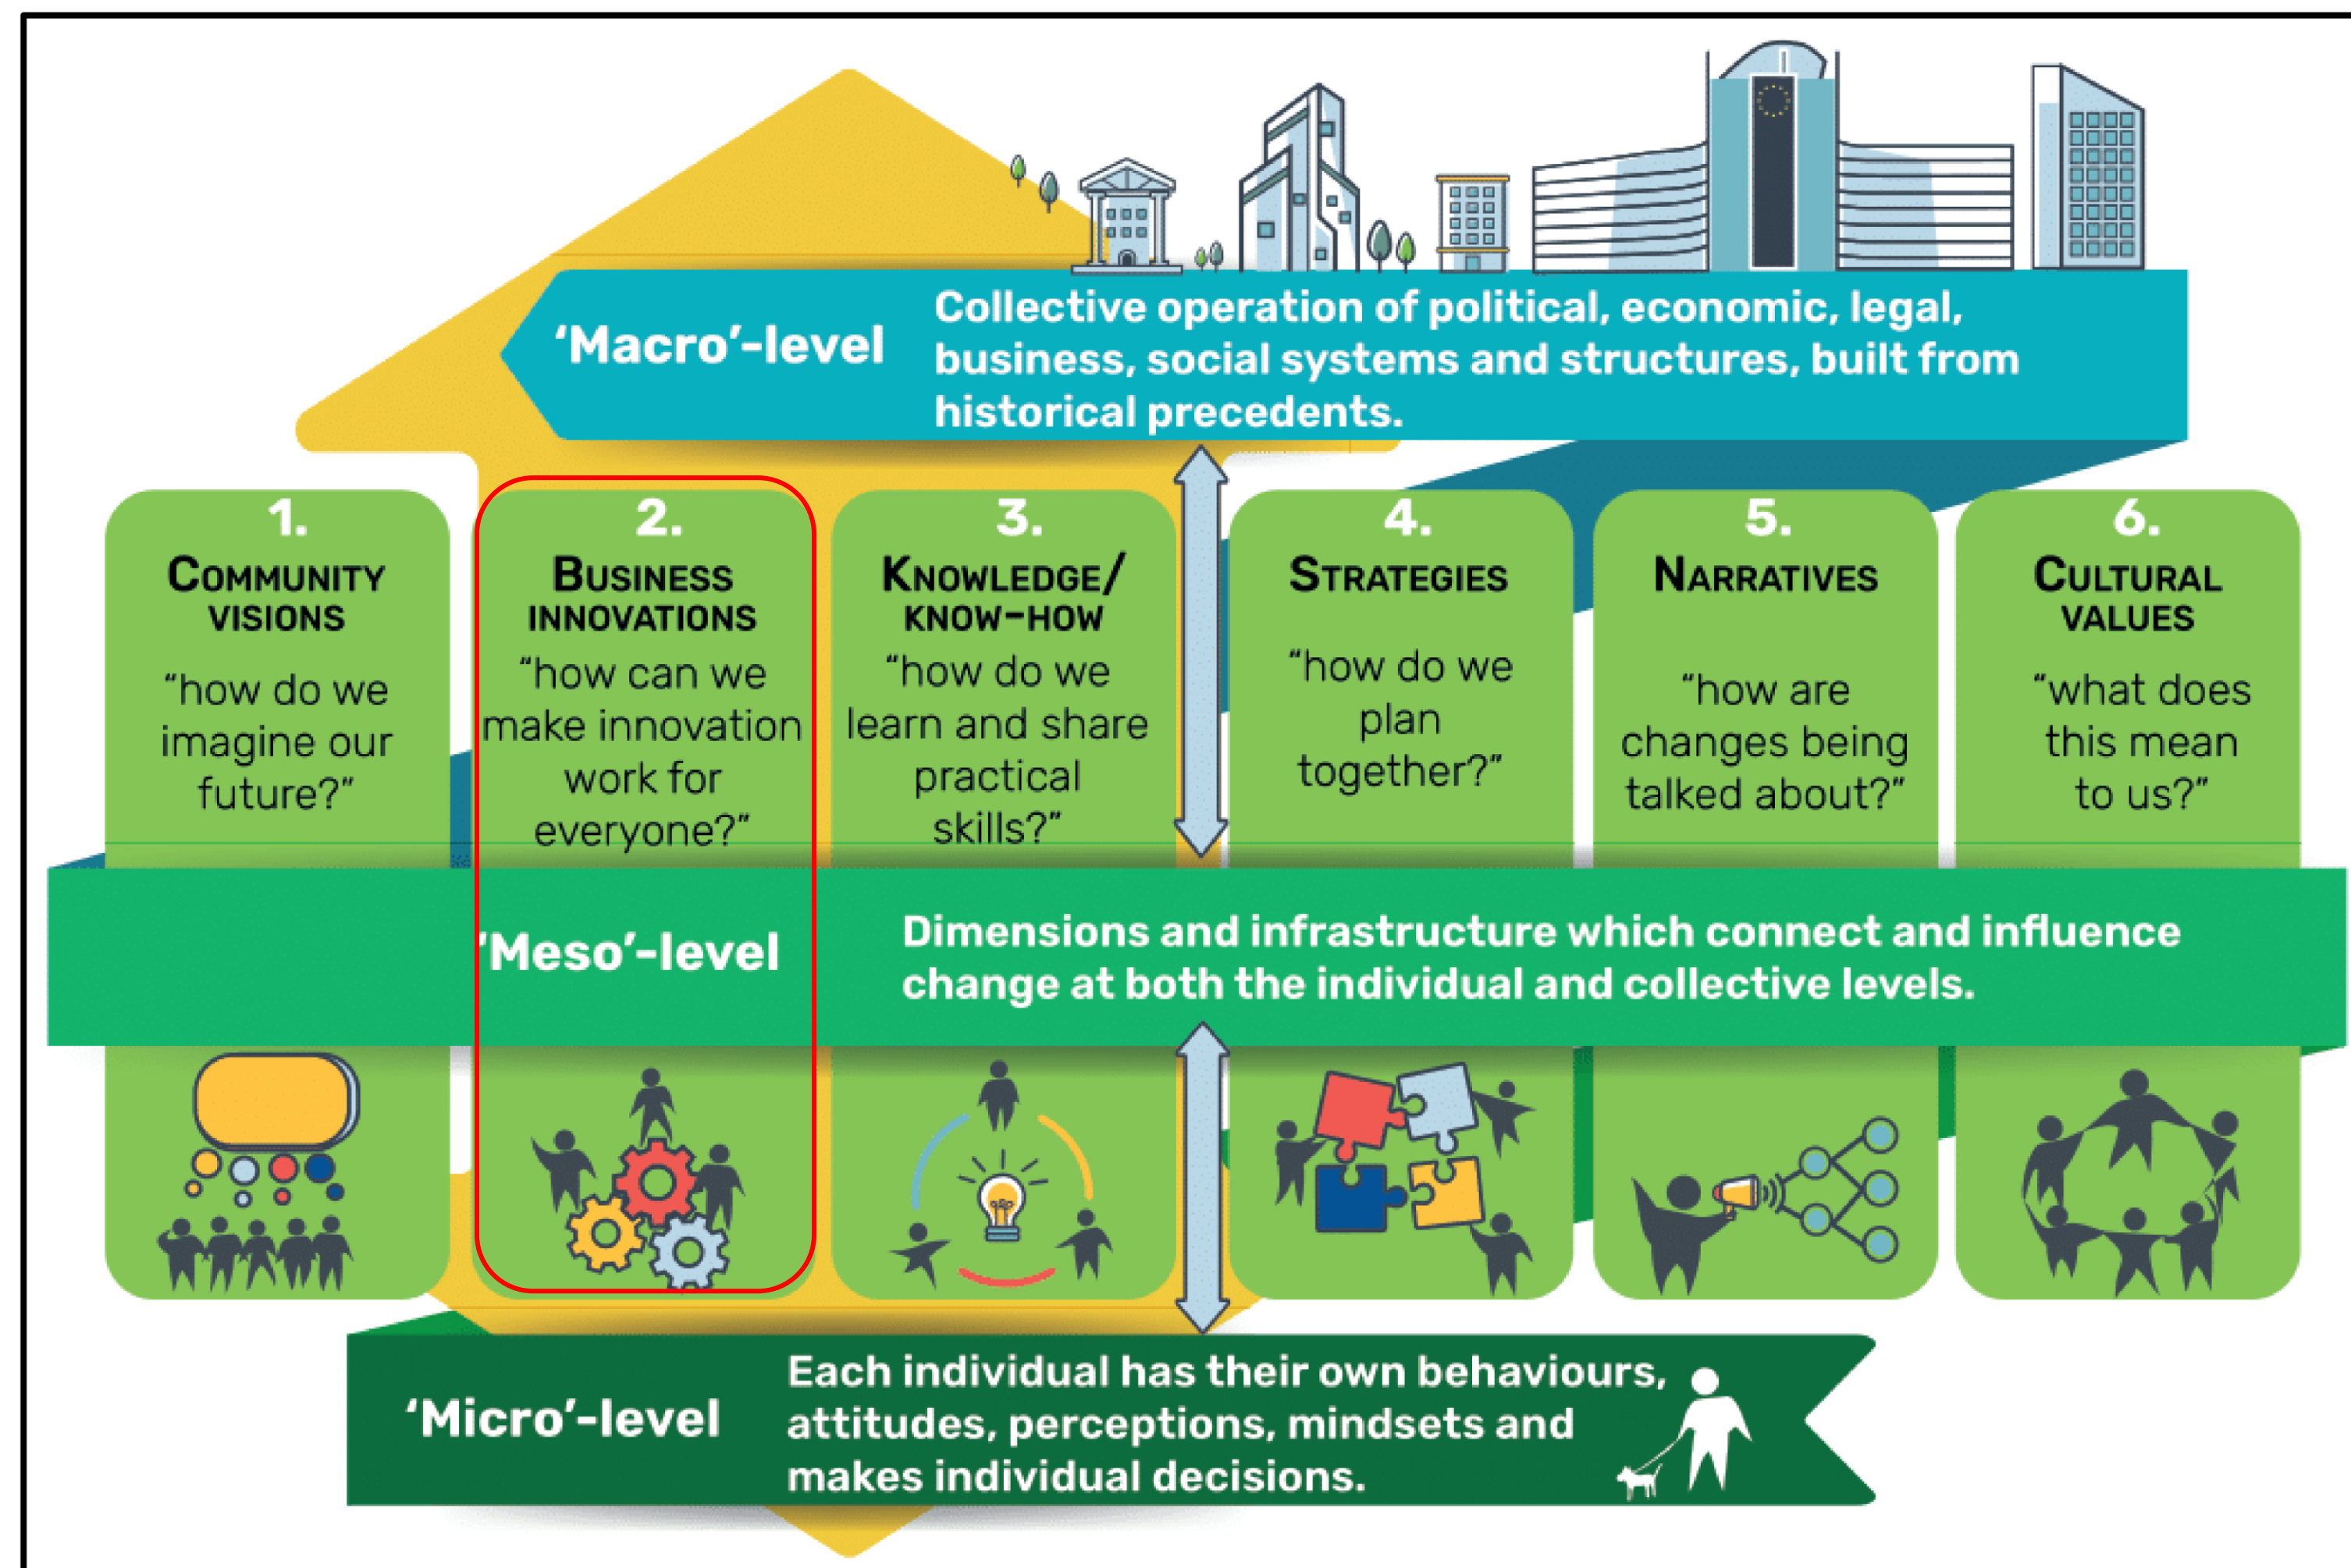 ‘Macro’-level
Collective operation of political, economic, legal,
business, social systems and structures, built from
historical precedents.
1.
COMMUNITY
VISIONS
“how do we
imagine our
future?”
2.
BUSINESS
INNOVATIONS
“how can we
make innovation
work for
everyone?”
3.
KNOWLEDGE/
KNOW-HOW
“how do we
learn and share
practical
skills?”
4.
STRATEGIES
“how do we
plan
together?”
5.
NARRATIVES
“how are
changes being
talked about?”
6.
CULTURAL
VALUES
“what does
this mean
to us?”
‘Meso’-level
Dimensions and infrastructure which connect and influence
change at both the individual and collective levels.
‘Micro’-level
Each individual has their own behaviours,
attitudes, perceptions, mindsets and
makes individual decisions.